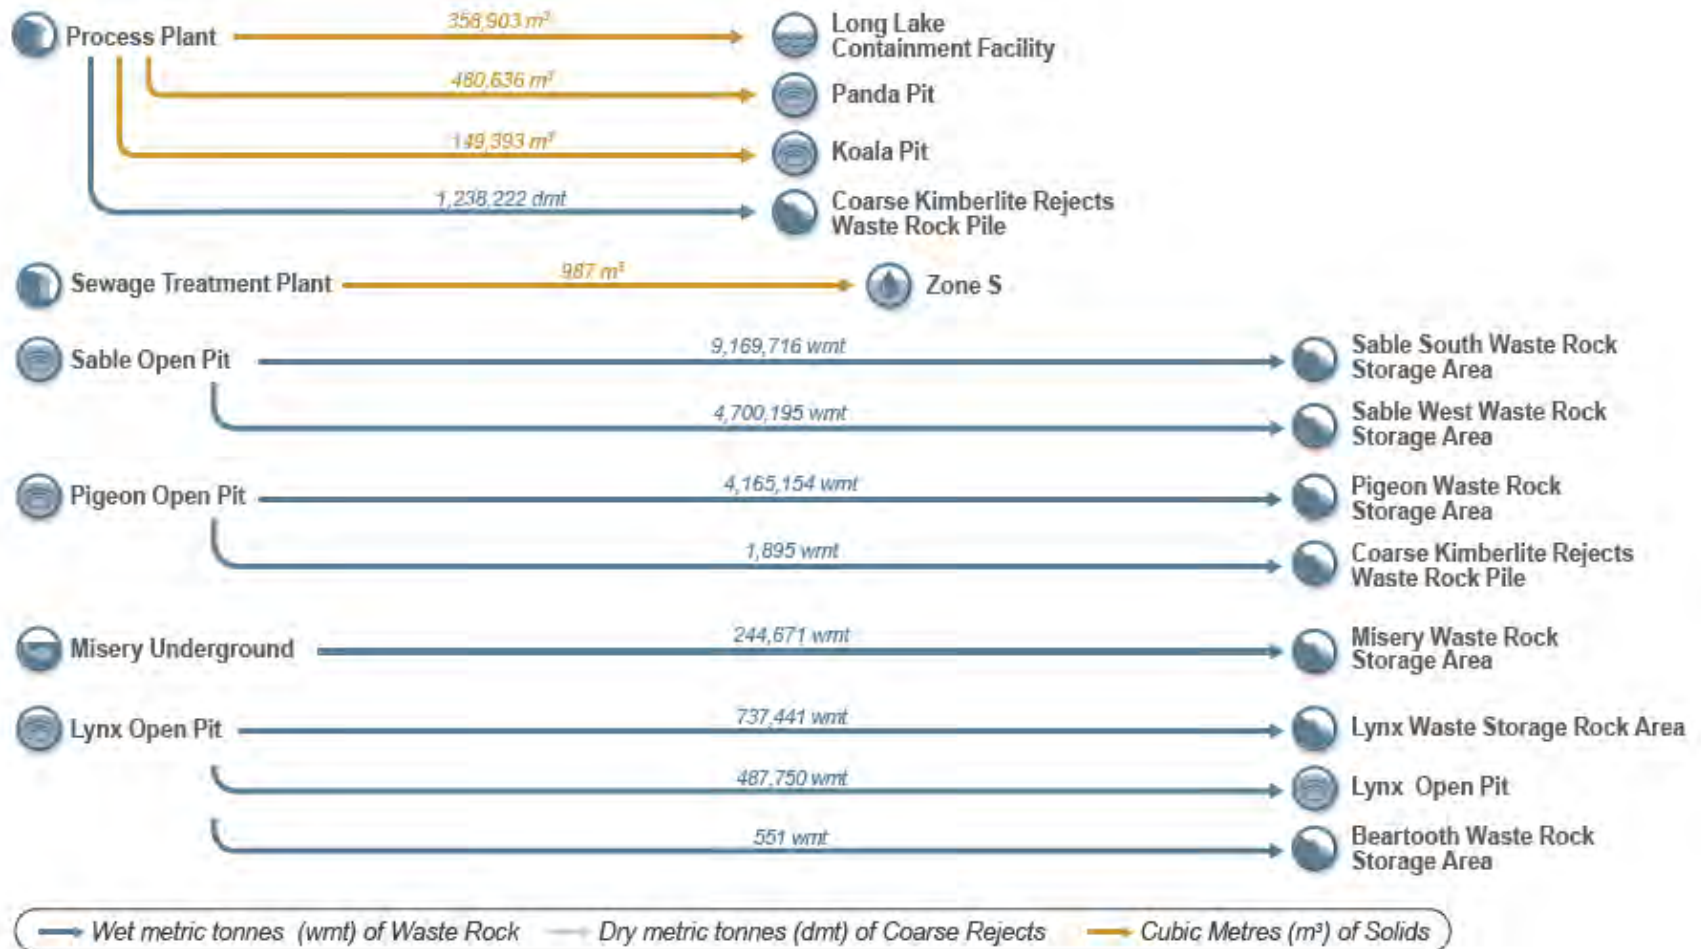 Process Plant
358,903 m³
Long Lake
Containment Facility
480,636 m³
Panda Pit
149,393 m³
Koala Pit
1,238,222 dmt
Coarse Kimberlite Rejects
Waste Rock Pile
Sewage Treatment Plant
987 m³
Zone S
Sable Open Pit
9,169,716 wmt
Sable South Waste Rock
Storage Area
4,700,195 wmt
Sable West Waste Rock
Storage Area
Pigeon Open Pit
4,165,154 wmt
Pigeon Waste Rock
Storage Area
1,895 wmt
Coarse Kimberlite Rejects
Waste Rock Pile
Misery Underground
244,671 wmt
Misery Waste Rock
Storage Area
Lynx Open Pit
737,441 wmt
Lynx Waste Storage Rock Area
487,750 wmt
Lynx Open Pit
551 wmt
Beartooth Waste Rock
Storage Area
Wet metric tonnes (wmt) of Waste Rock
Dry metric tonnes (dmt) of Coarse Rejects
Cubic Metres (m³) of Solids